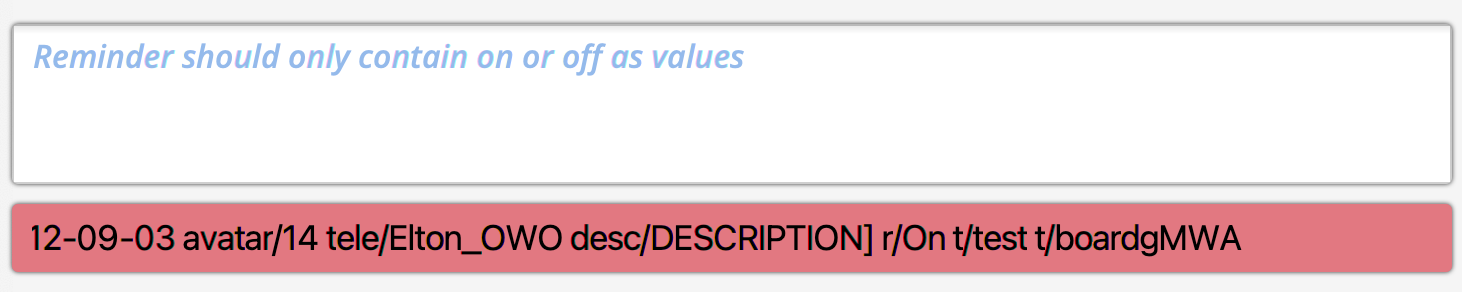 Reminder should only contain on or off as values
12-09-03 avatar/14 tele/Elton_OWO desc/DESCRIPTION] r/On t/test t/boardgMWA